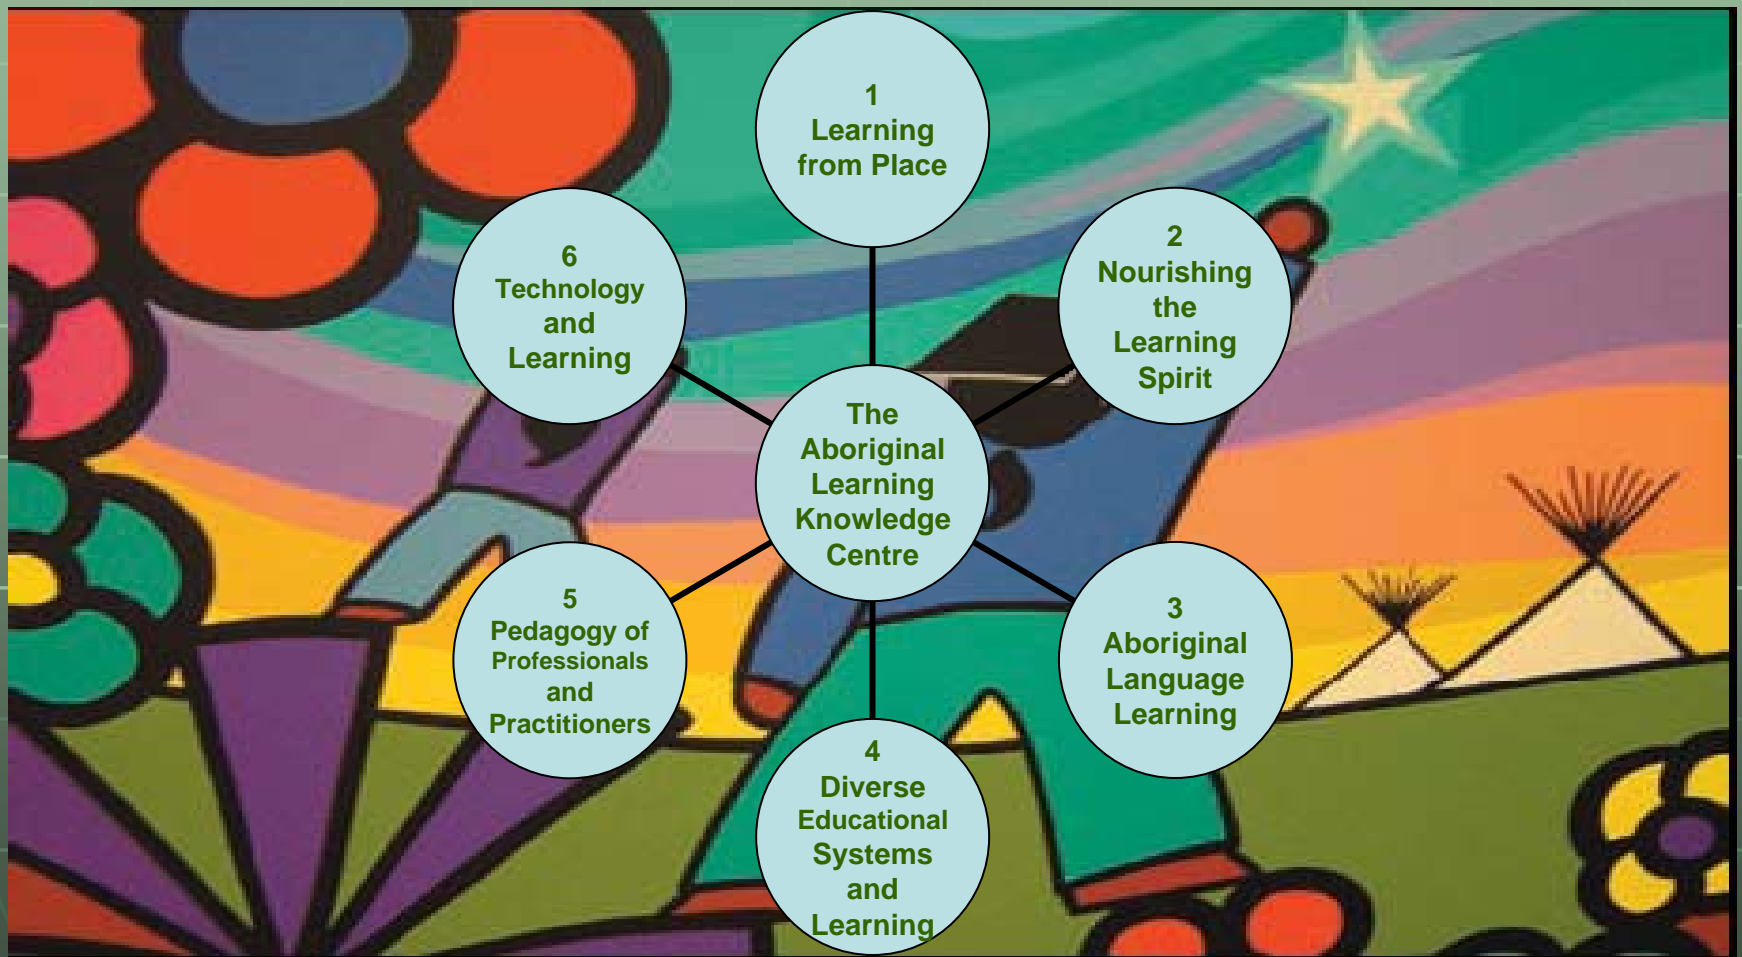 1
Learning
from Place
2
Nourishing
the
Learning
Spirit
3
Aboriginal
Language
Learning
4
Diverse
Educational
Systems
and
Learning
5
Pedagogy of
Professionals
and
Practitioners
6
Technology
and
Learning
The
Aboriginal
Learning
Knowledge
Centre